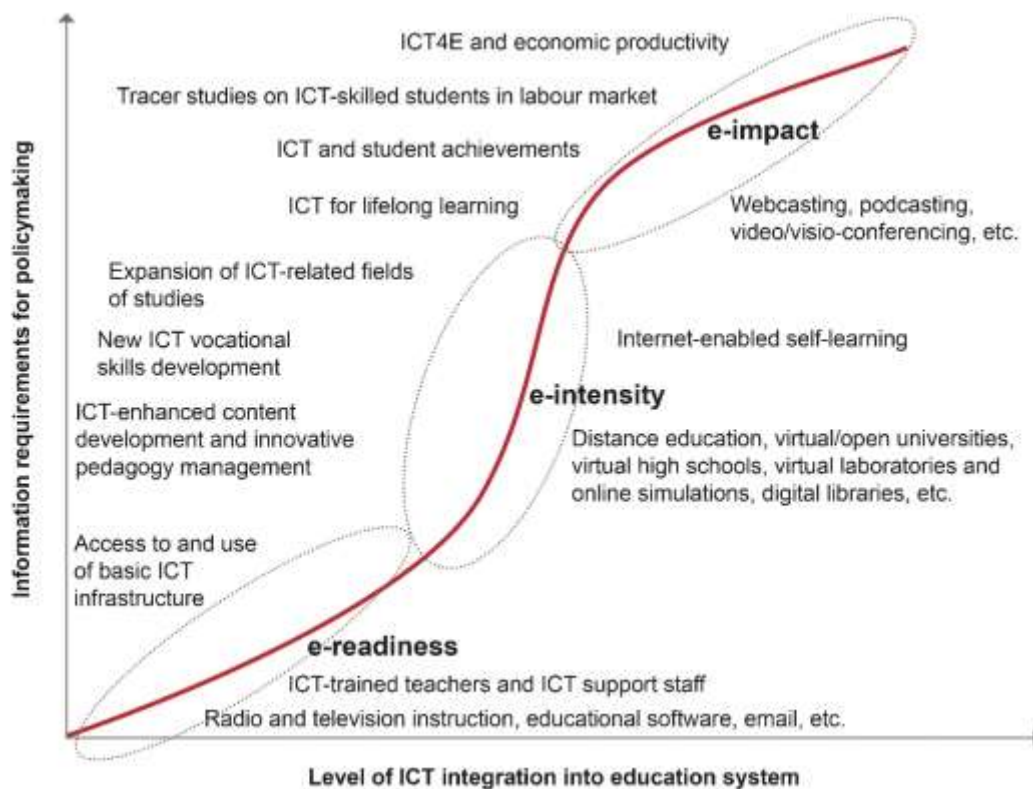 ICT4E and economic productivity
Tracer studies on ICT-skilled students in labour market
e-impact
ICT and student achievements
ICT for lifelong learning
Webcasting, podcasting,
video/visio-conferencing, etc.
Expansion of ICT-related fields
of studies
New ICT vocational
skills development
Internet-enabled self-learning
e-intensity
ICT-enhanced content
development and innovative
pedagogy management
Distance education, virtual/open universities,
virtual high schools, virtual laboratories and
online simulations, digital libraries, etc.
Access to and use
of basic ICT
infrastructure
e-readiness
ICT-trained teachers and ICT support staff
Radio and television instruction, educational software, email, etc.
Information requirements for policymaking
Level of ICT integration into education system